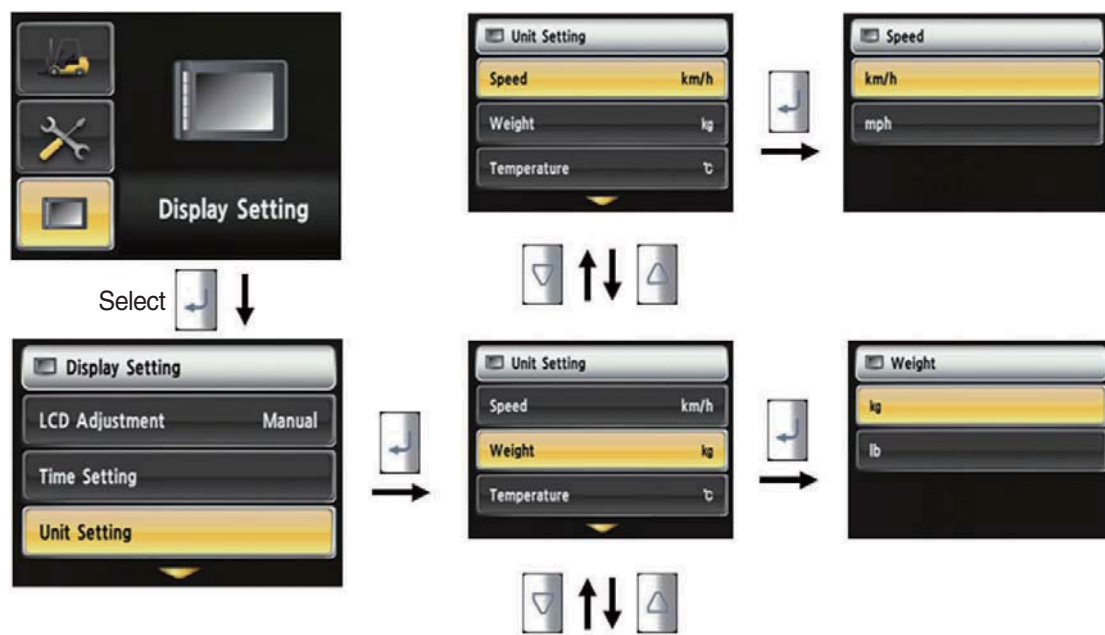 Display Setting
Select
Display Setting
LCD Adjustment Manual
Time Setting
Unit Setting
Unit Setting
Speed km/h
Weight kg
Temperature ℃
Speed
km/h
mph
Unit Setting
Speed km/h
Weight kg
Temperature ℃
Weight
kg
lb